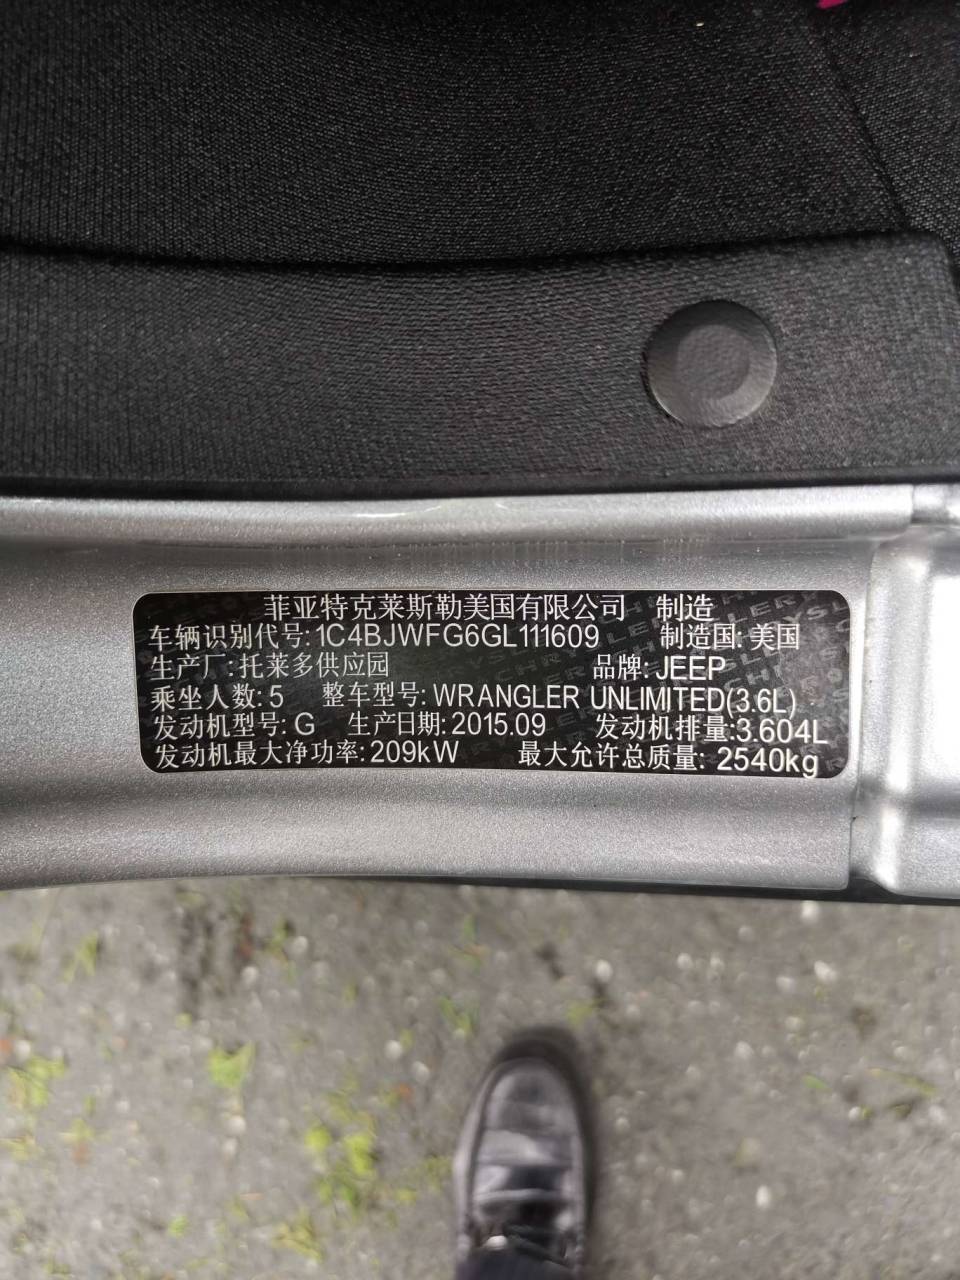 菲亚特克莱斯勒美国有限公司 制造
车辆识别代号: 1C4BJWFG6GL111609 制造国: 美国
生产厂: 托莱多供应园 品牌: JEEP
乘坐人数: 5 整车型号: WRANGLER UNLIMITED(3.6L)
发动机型号: G 生产日期: 2015.09 发动机排量:3.604L
发动机最大净功率: 209kW 最大允许总质量: 2540kg